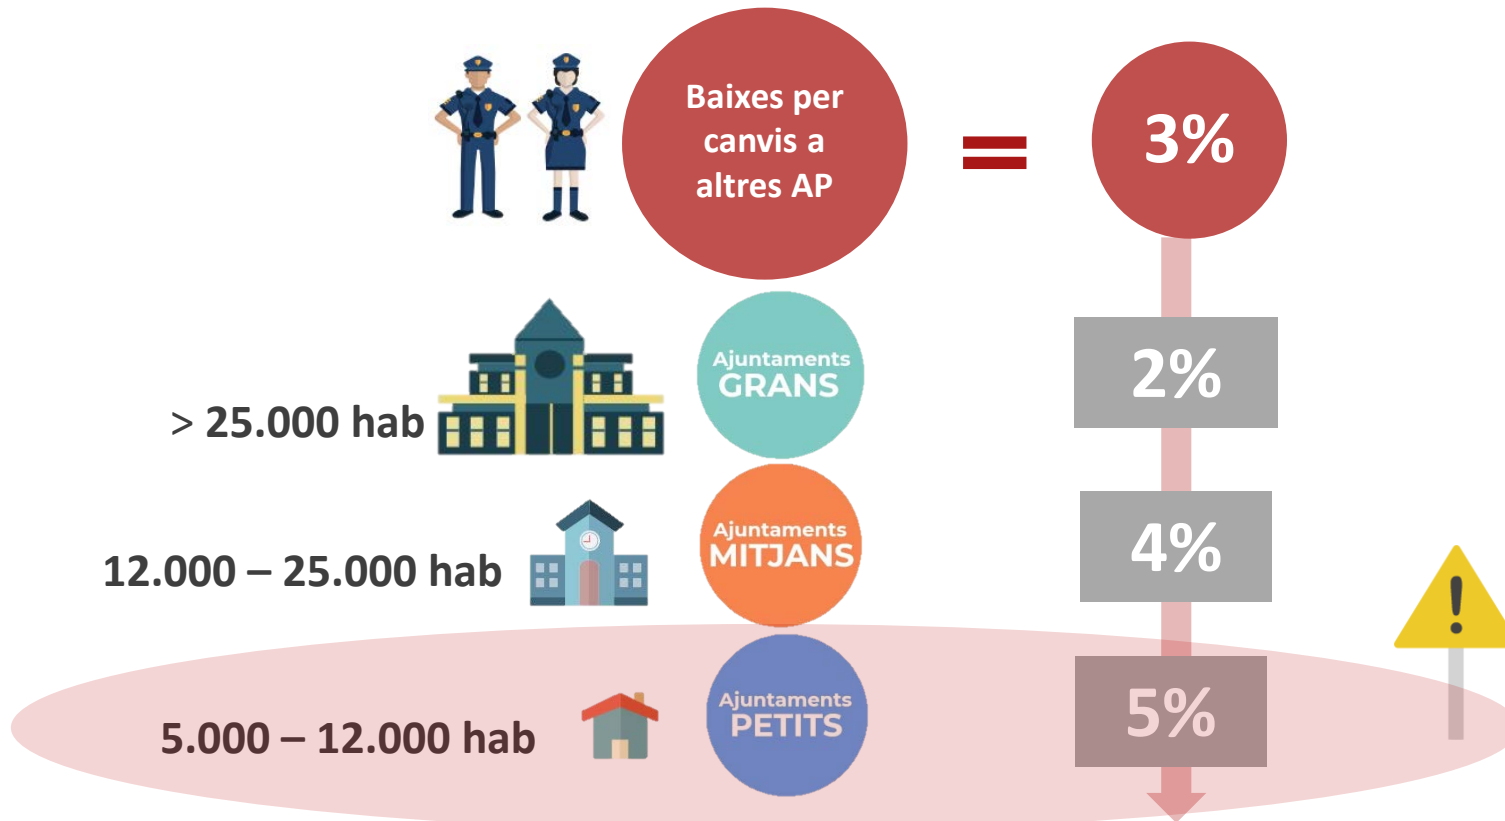 Baixes per
canvis a
altres AP
=
3%
Ajuntaments
GRANS
2%
> 25.000 hab
Ajuntaments
MITJANS
4%
12.000 – 25.000 hab
!
Ajuntaments
PETITS
5%
5.000 – 12.000 hab